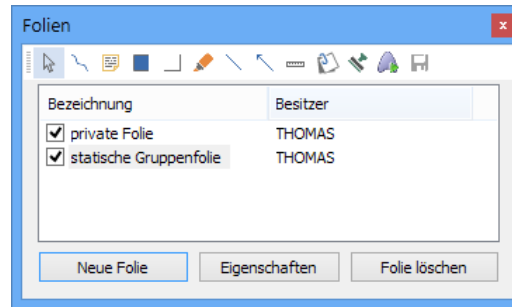 Folien
x
Bezeichnung Besitzer
private Folie THOMAS
statische Gruppenfolie THOMAS
Neue Folie Eigenschaften Folie löschen